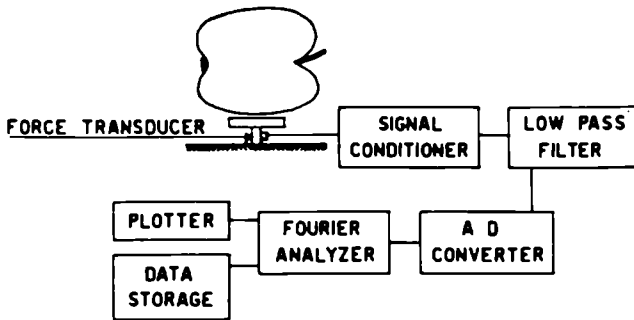 FORCE TRANSDUCER
SIGNAL
CONDITIONER
LOW PASS
FILTER
PLOTTER
FOURIER
ANALYZER
A D
CONVERTER
DATA
STORAGE